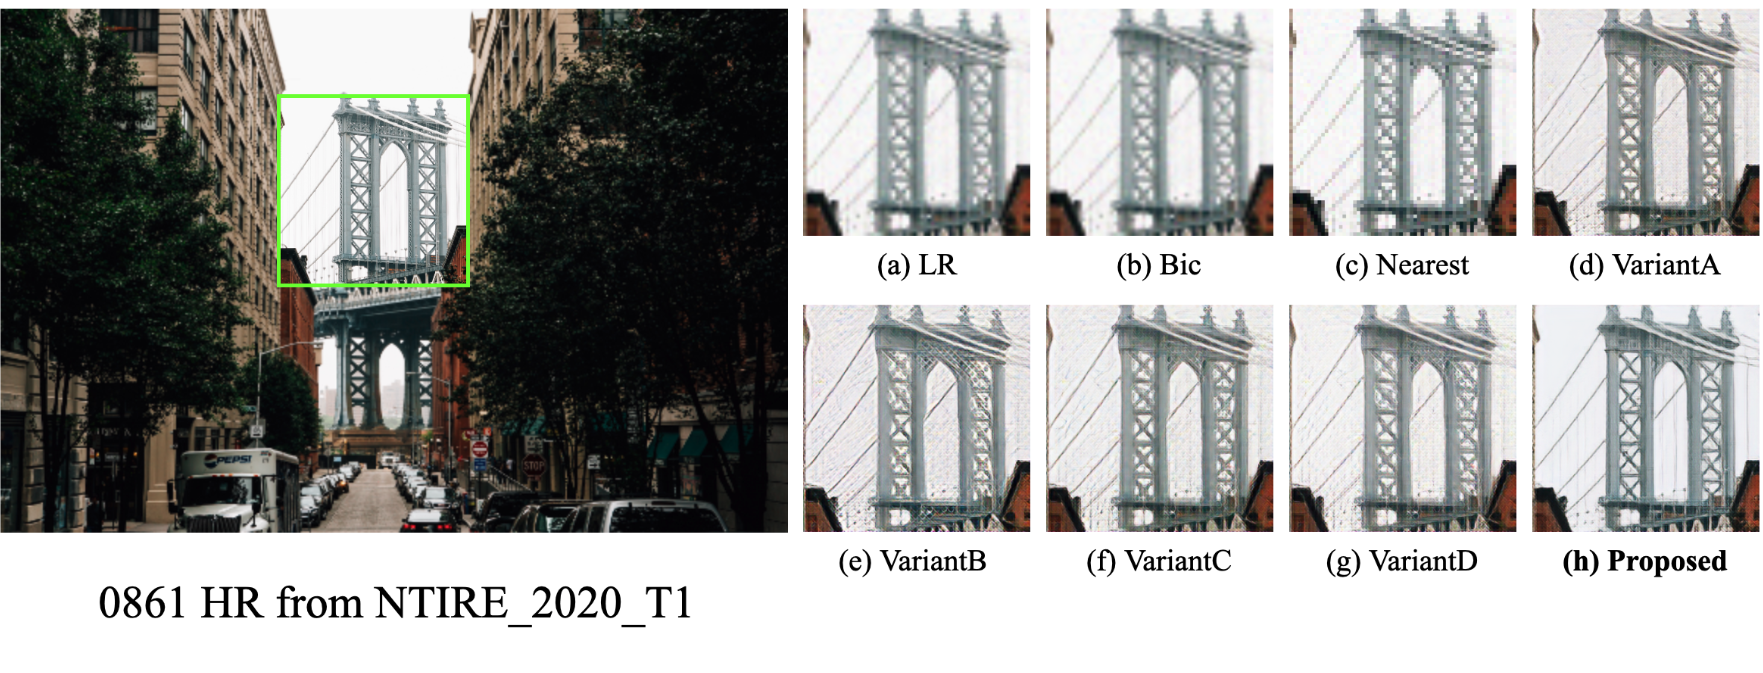 PEPSI
STOP
(a) LR
(b) Bic
(c) Nearest
(d) VariantA
(e) VariantB
(f) VariantC
(g) VariantD
(h) Proposed
0861 HR from NTIRE_2020_T1